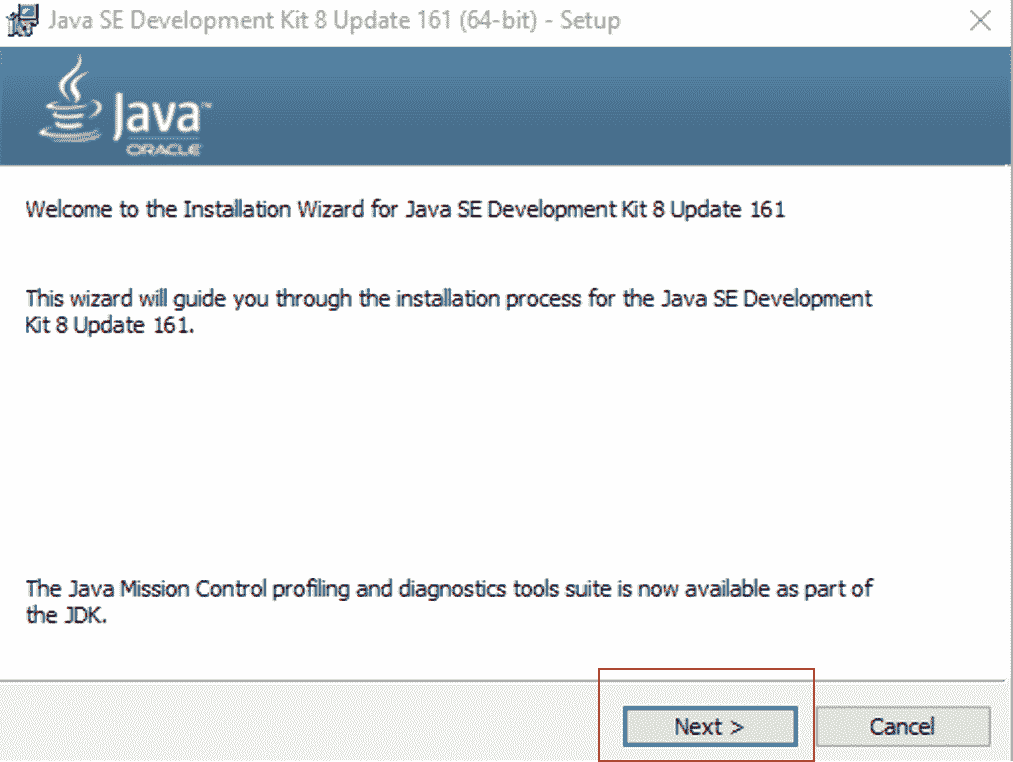 Java SE Development Kit 8 Update 161 (64-bit) - Setup
Java™
ORACLE
Welcome to the Installation Wizard for Java SE Development Kit 8 Update 161
This wizard will guide you through the installation process for the Java SE Development
Kit 8 Update 161.
The Java Mission Control profiling and diagnostics tools suite is now available as part of
the JDK.
Next >
Cancel